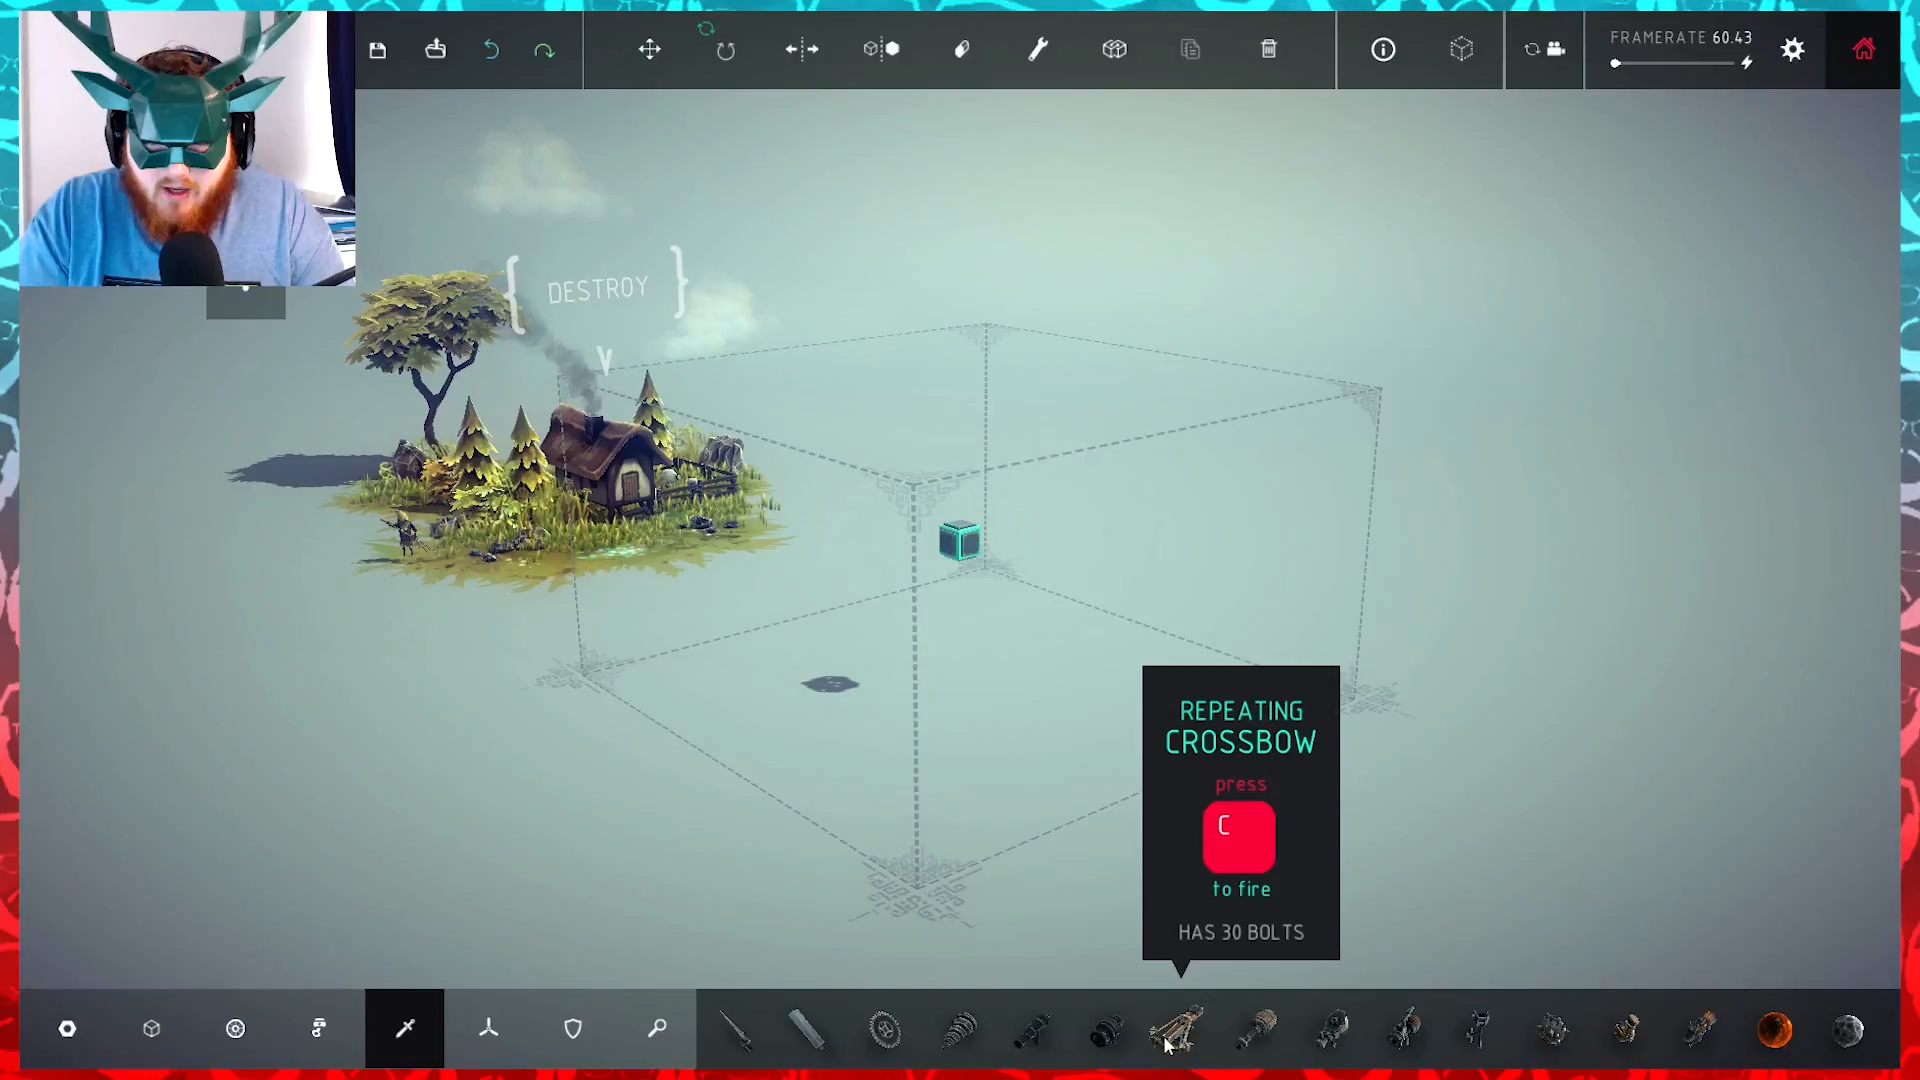 FRAMERATE 60.43
{ DESTROY }
REPEATING
CROSSBOW
press
C
to fire
HAS 30 BOLTS